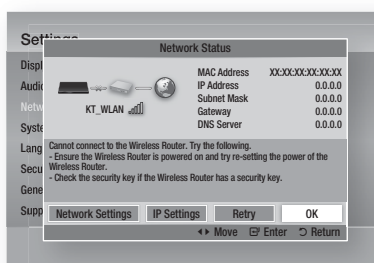 Settings
Network Status
Displ
Audio
Netw
Syste
Lang
Secu
Gene
Supp
KT_WLAN
MAC Address XX:XX:XX:XX:XX:XX
IP Address 0.0.0.0
Subnet Mask 0.0.0.0
Gateway 0.0.0.0
DNS Server 0.0.0.0
Cannot connect to the Wireless Router. Try the following.
- Ensure the Wireless Router is powered on and try re-setting the power of the
Wireless Router.
- Check the security key if the Wireless Router has a security key.
Network Settings IP Settings Retry OK
Move Enter Return